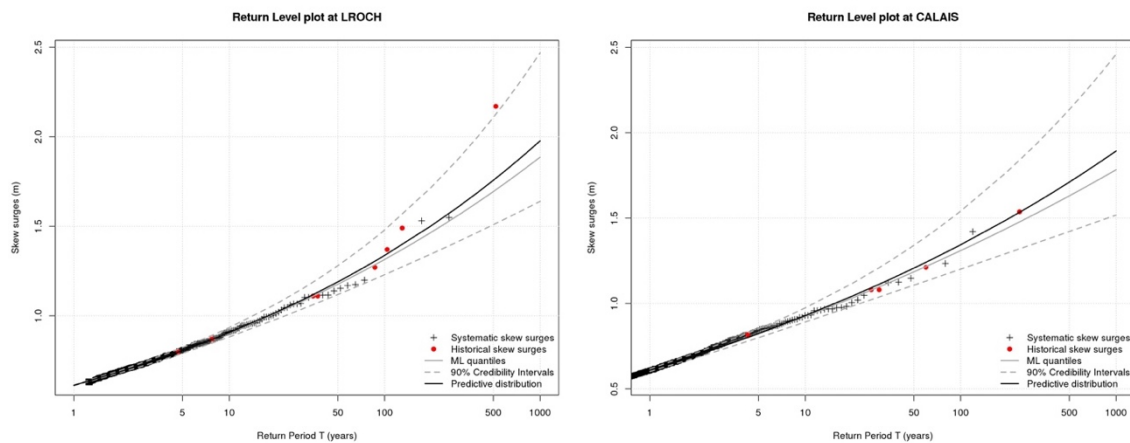 Return Level plot at LROCH
Skew surges (m)
2.5
2.0
1.5
1.0
Systematic skew surges
Historical skew surges
ML quantiles
90% Credibility Intervals
Predictive distribution
1 5 10 50 100 500 1000
Return Period T (years)
Return Level plot at CALAIS
Skew surges (m)
2.5
2.0
1.5
1.0
0.5
Systematic skew surges
Historical skew surges
ML quantiles
90% Credibility Intervals
Predictive distribution
1 5 10 50 100 500 1000
Return Period T (years)